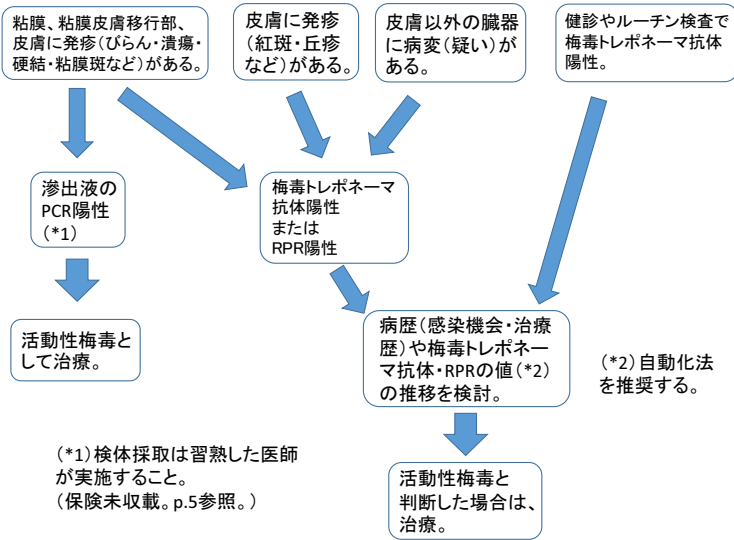 粘膜、粘膜皮膚移行部、
皮膚に発疹(びらん・潰瘍・
硬結・粘膜斑など)がある。
皮膚に発疹
(紅斑・丘疹
など)がある。
皮膚以外の臓器
に病変(疑い)が
ある。
健診やルーチン検査で
梅毒トレポネーマ抗体
陽性。
滲出液の
PCR陽性
(*1)
梅毒トレポネーマ
抗体陽性
または
RPR陽性
活動性梅毒と
して治療。
病歴(感染機会・治療
歴)や梅毒トレポネー
マ抗体・RPRの値(*2)
の推移を検討。
(*2)自動化法
を推奨する。
(*1)検体採取は習熟した医師
が実施すること。
(保険未収載。p.5参照。)
活動性梅毒と
判断した場合は、
治療。